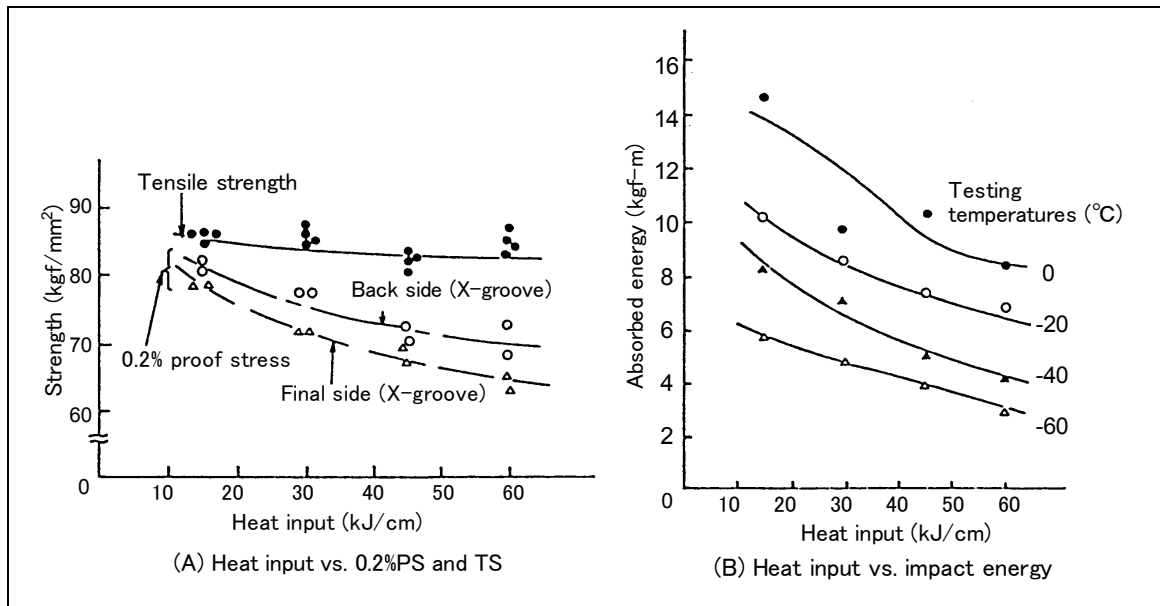 Tensile strength
90
80
70
60
0
Strength (kgf/mm²)
0.2% proof stress
Back side (X-groove)
Final side (X-groove)
10
20
30
40
50
60
Heat input (kJ/cm)
(A) Heat input vs. 0.2%PS and TS
16
14
12
10
8
6
4
2
0
Absorbed energy (kgf-m)
Testing
temperatures (℃)
0
-20
-40
-60
10
20
30
40
50
60
Heat input (kJ/cm)
(B) Heat input vs. impact energy